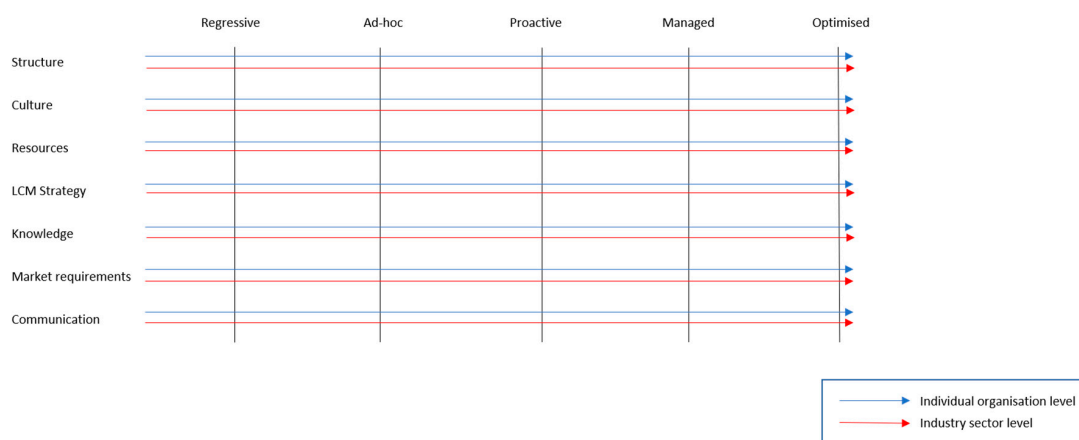 Regressive Ad-hoc Proactive Managed Optimised
Structure
Culture
Resources
LCM Strategy
Knowledge
Market requirements
Communication
Individual organisation level
Industry sector level